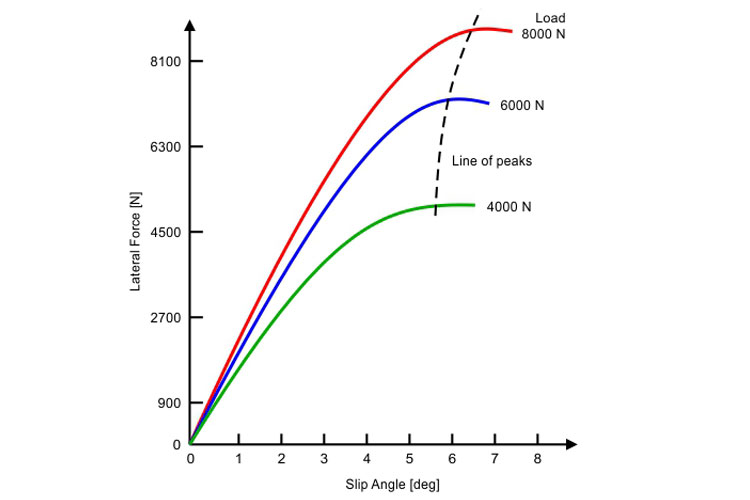 Load
8000 N
8100
6000 N
6300
Line of peaks
4000 N
4500
Lateral Force [N]
2700
900
0
0 1 2 3 4 5 6 7 8
Slip Angle [deg]